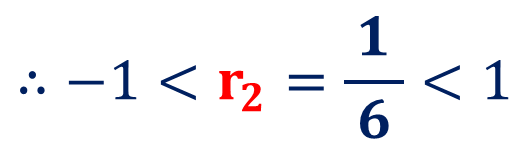 ∴ −1 < r₂ = 1/6 < 1